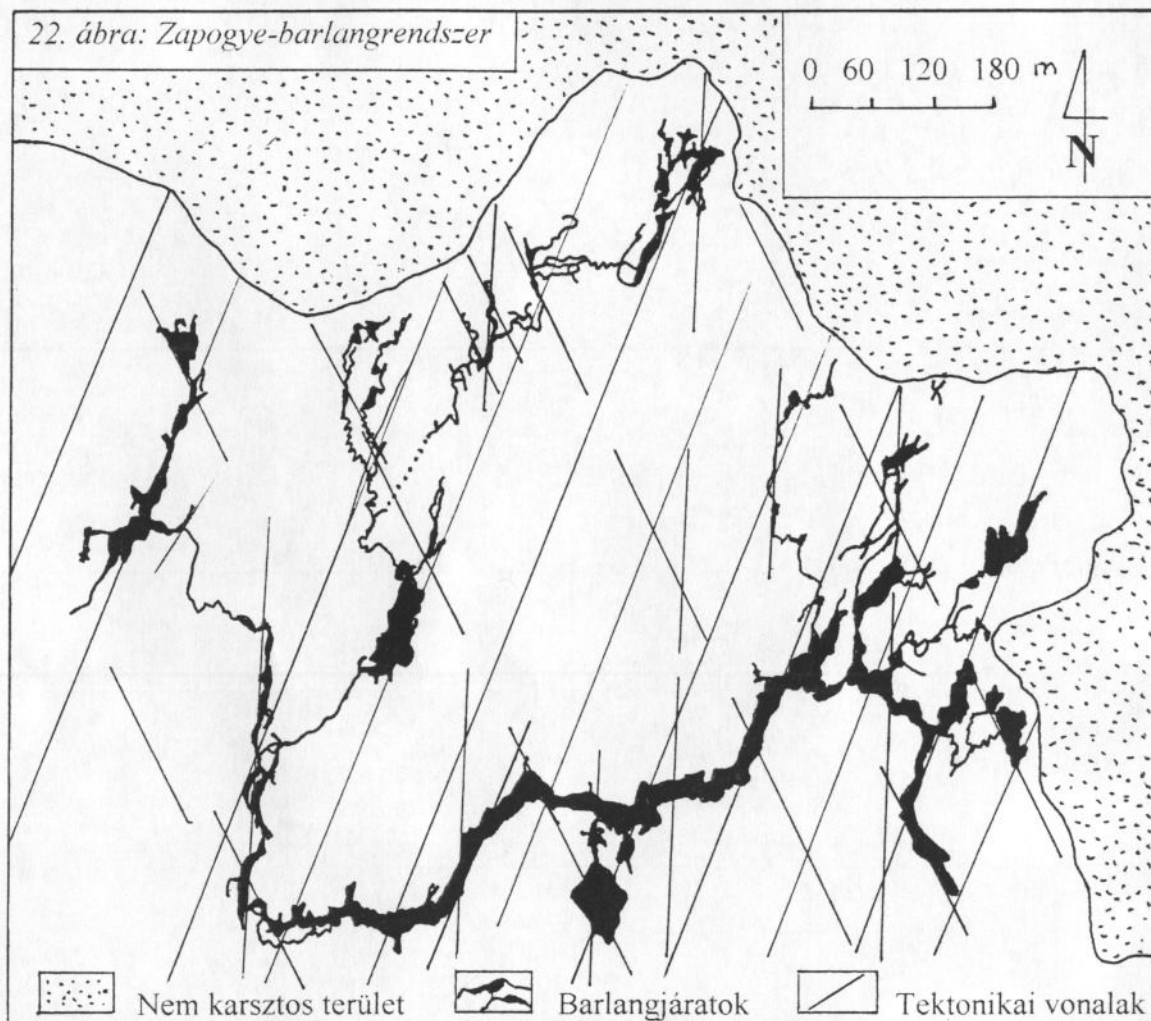 22. ábra: Zapogye-barlangrendszer
0 60 120 180 m
N
Nem karsztos terület
Barlangjáratok
Tektonikai vonalak